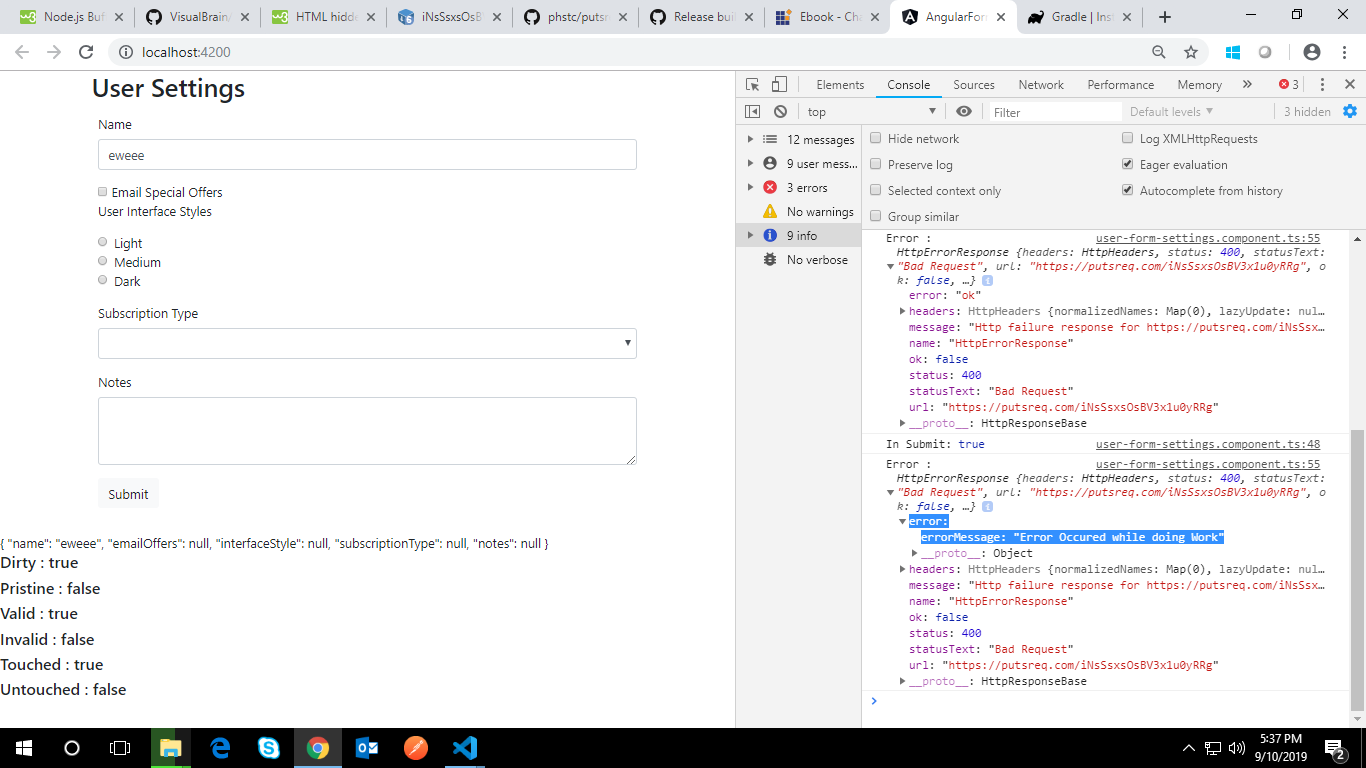 Node.js Buf
VisualBrain/
HTML hidde
iNsSsxsOsB
phstc/putsr
Release buil
Ebook - Cha
AngularForm
Gradle | Inst
localhost:4200
User Settings
Name
eweee
Email Special Offers
User Interface Styles
Light
Medium
Dark
Subscription Type
Notes
Submit
{ "name": "eweee", "emailOffers": null, "interfaceStyle": null, "subscriptionType": null, "notes": null }
Dirty : true
Pristine : false
Valid : true
Invalid : false
Touched : true
Untouched : false
Elements Console Sources Network Performance Memory » 3
top Filter Default levels 3 hidden
12 messages
9 user mess...
3 errors
No warnings
9 info
No verbose
Hide network
Log XMLHttpRequests
Preserve log
Eager evaluation
Selected context only
Autocomplete from history
Group similar
Error : user-form-settings.component.ts:55
HttpErrorResponse {headers: HttpHeaders, status: 400, statusText:
"Bad Request", url: "https://putsreq.com/iNsSsxsOsBV3x1u0yRRg", o
k: false, …}
error: "ok"
headers: HttpHeaders {normalizedNames: Map(0), lazyUpdate: nul…
message: "Http failure response for https://putsreq.com/iNsSsx…
name: "HttpErrorResponse"
ok: false
status: 400
statusText: "Bad Request"
url: "https://putsreq.com/iNsSsxsOsBV3x1u0yRRg"
__proto__: HttpResponseBase
In Submit: true user-form-settings.component.ts:48
Error : user-form-settings.component.ts:55
HttpErrorResponse {headers: HttpHeaders, status: 400, statusText:
"Bad Request", url: "https://putsreq.com/iNsSsxsOsBV3x1u0yRRg", o
k: false, …}
error:
errorMessage: "Error Occured while doing Work"
__proto__: Object
headers: HttpHeaders {normalizedNames: Map(0), lazyUpdate: nul…
message: "Http failure response for https://putsreq.com/iNsSsx…
name: "HttpErrorResponse"
ok: false
status: 400
statusText: "Bad Request"
url: "https://putsreq.com/iNsSsxsOsBV3x1u0yRRg"
__proto__: HttpResponseBase
5:37 PM
9/10/2019
2